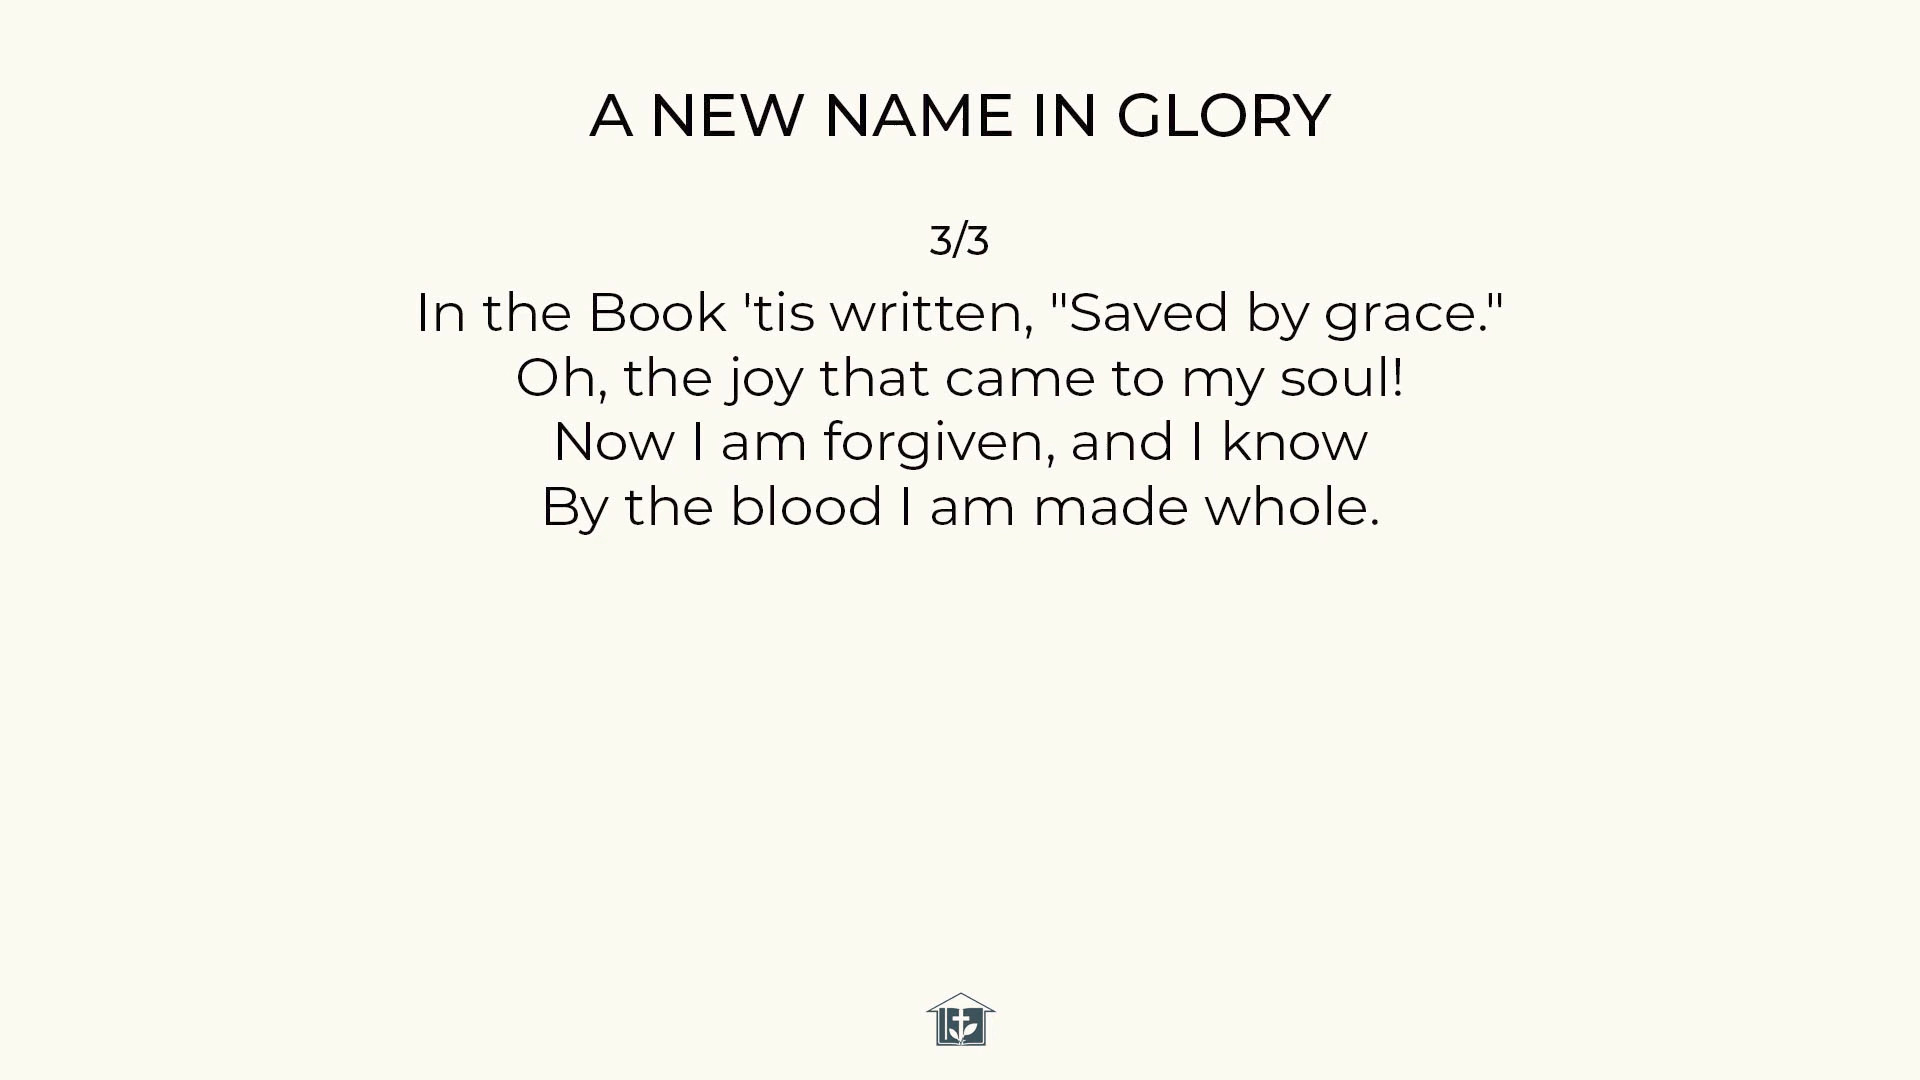 A NEW NAME IN GLORY
3/3
In the Book 'tis written, "Saved by grace."
Oh, the joy that came to my soul!
Now I am forgiven, and I know
By the blood I am made whole.